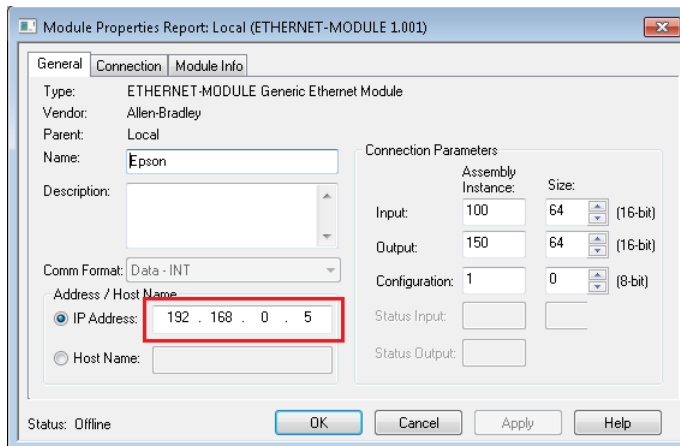 Module Properties Report: Local (ETHERNET-MODULE 1.001)
General Connection Module Info
Type: ETHERNET-MODULE Generic Ethernet Module
Vendor: Allen-Bradley
Parent: Local
Name: Epson
Description:
Comm Format: Data - INT
Address / Host Name
IP Address: 192 . 168 . 0 . 5
Host Name:
Connection Parameters
Assembly
Instance: Size:
Input: 100 64 (16-bit)
Output: 150 64 (16-bit)
Configuration: 1 0 (8-bit)
Status Input:
Status Output:
Status: Offline
OK Cancel Apply Help